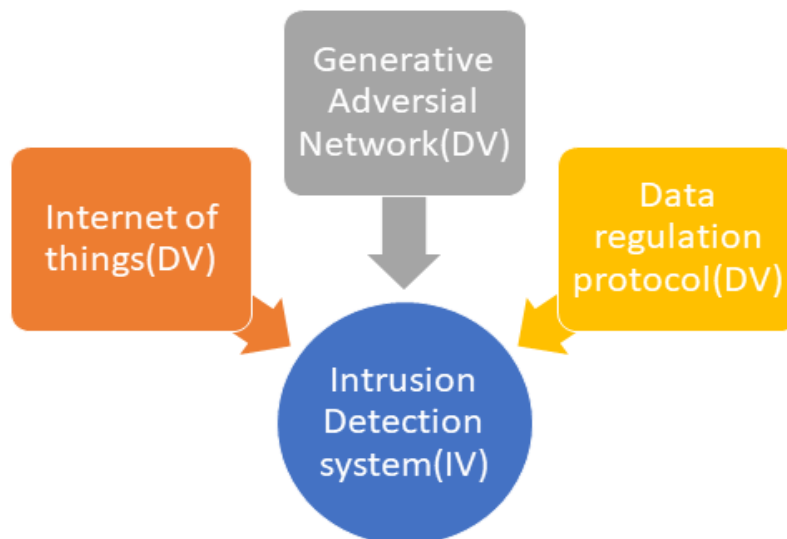 Generative
Adversial
Network(DV)
Internet of
things(DV)
Data
regulation
protocol(DV)
Intrusion
Detection
system(IV)